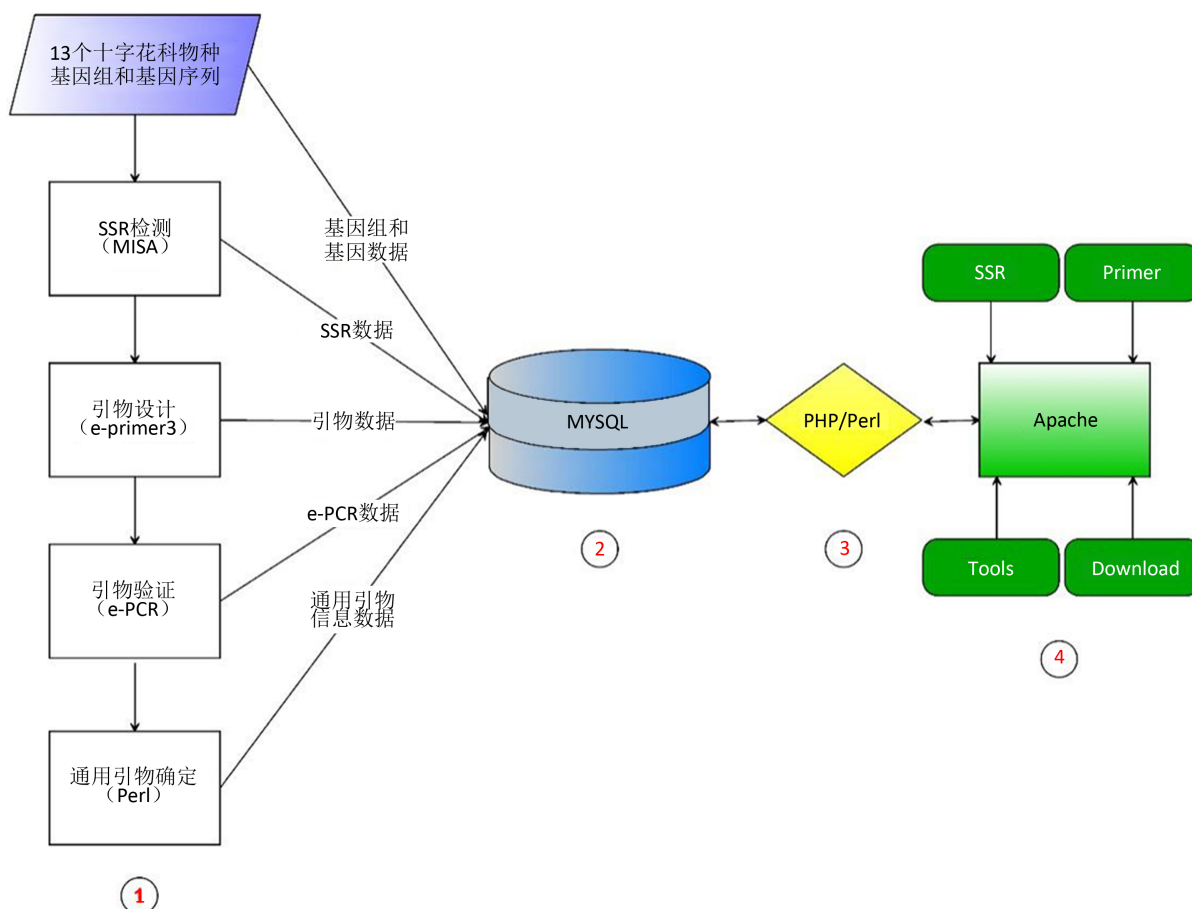 13个十字花科物种
基因组和基因序列
SSR检测
（MISA）
引物设计
（e-primer3）
引物验证
（e-PCR）
通用引物确定
（Perl）
1
基因组和
基因数据
SSR数据
引物数据
e-PCR数据
通用引物
信息数据
MYSQL
2
PHP/Perl
3
SSR
Primer
Apache
Tools
Download
4